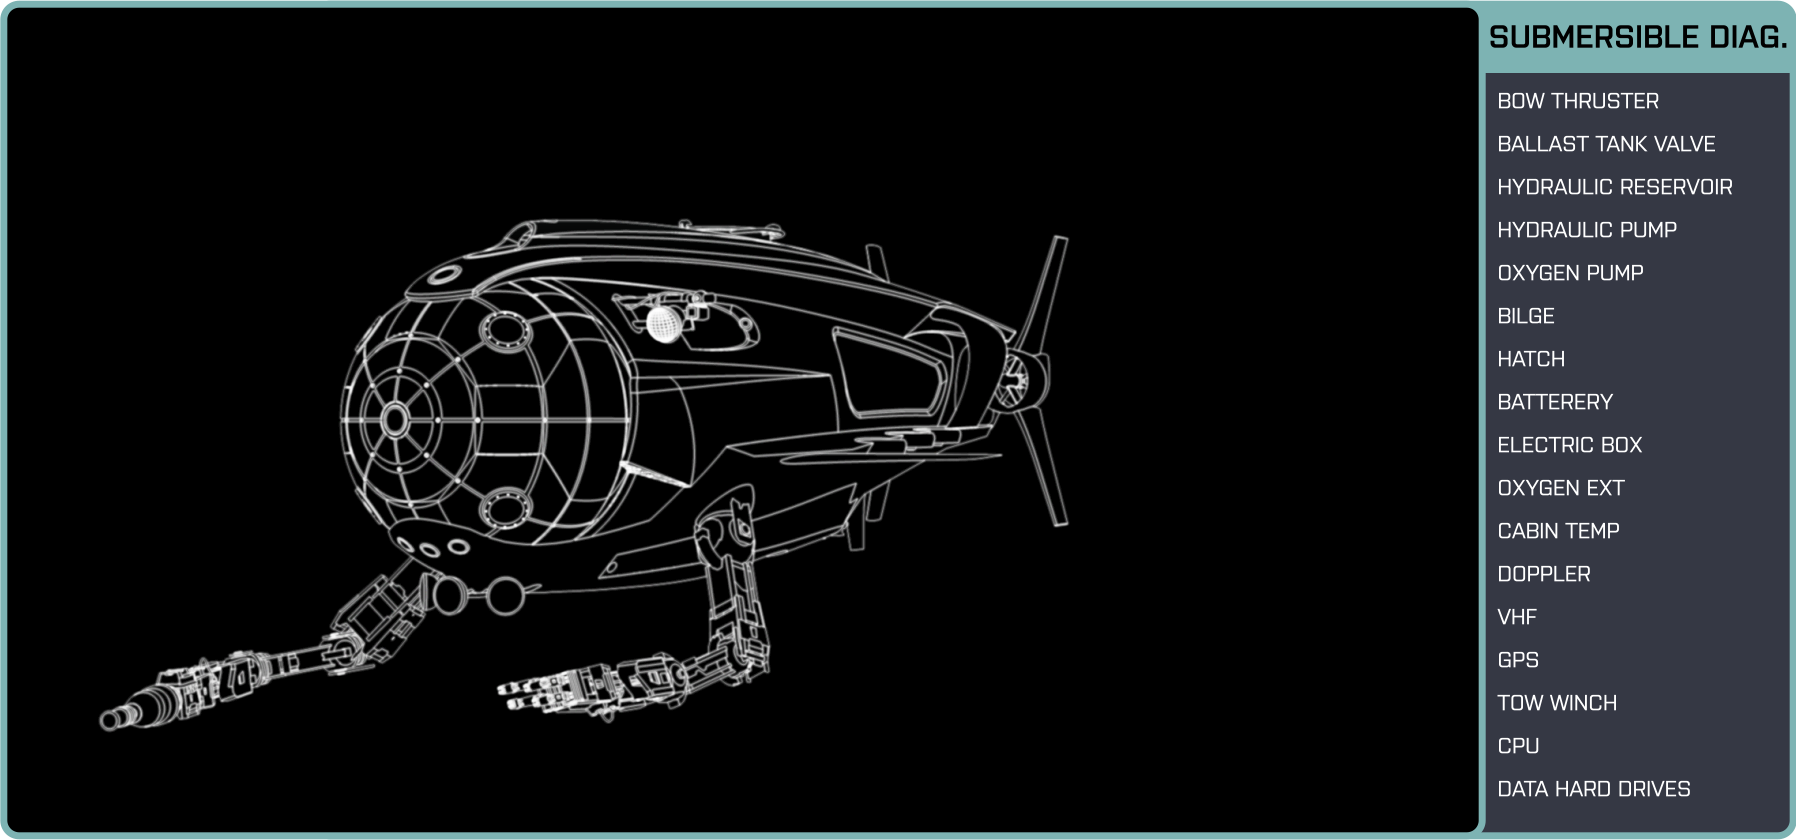 SUBMERSIBLE DIAG.
BOW THRUSTER
BALLAST TANK VALVE
HYDRAULIC RESERVOIR
HYDRAULIC PUMP
OXYGEN PUMP
BILGE
HATCH
BATTERERY
ELECTRIC BOX
OXYGEN EXT
CABIN TEMP
DOPPLER
VHF
GPS
TOW WINCH
CPU
DATA HARD DRIVES